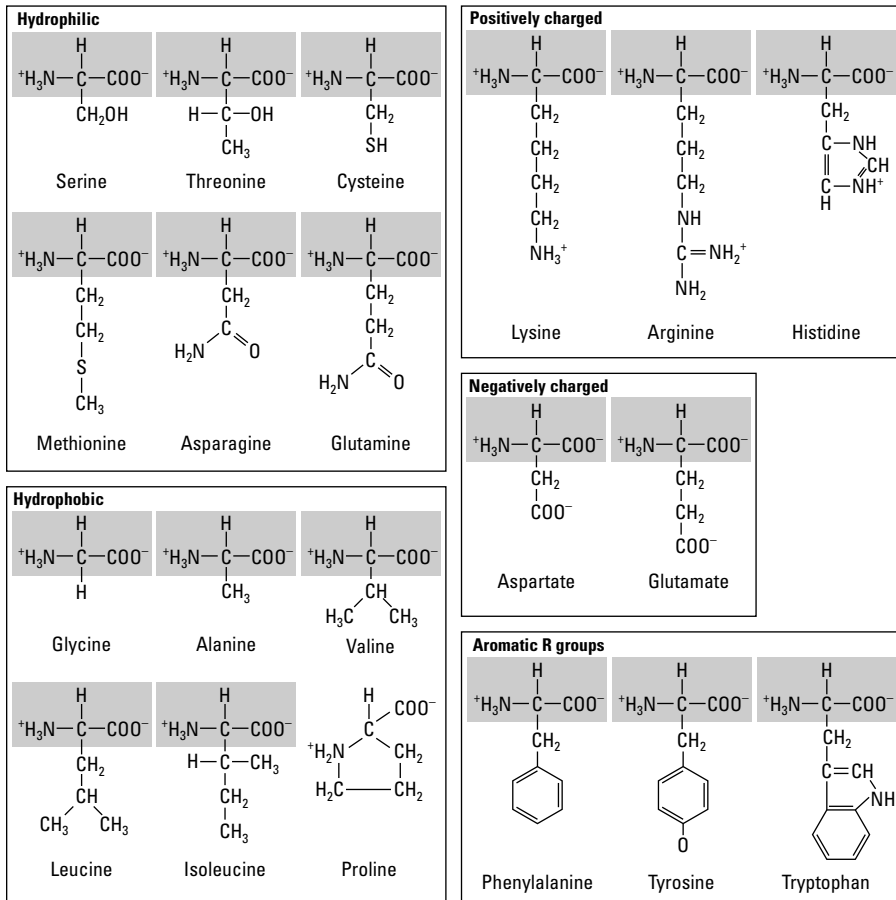 Hydrophilic
H H H
⁺H₃N—C—COO⁻ ⁺H₃N—C—COO⁻ ⁺H₃N—C—COO⁻
CH₂OH H—C—OH CH₂
CH₃ SH
Serine Threonine Cysteine
H H H
⁺H₃N—C—COO⁻ ⁺H₃N—C—COO⁻ ⁺H₃N—C—COO⁻
CH₂ CH₂ CH₂
CH₂ C CH₂
H₂N O
S C
H₂N O
CH₃
Methionine Asparagine Glutamine
Hydrophobic
H H H
⁺H₃N—C—COO⁻ ⁺H₃N—C—COO⁻ ⁺H₃N—C—COO⁻
H CH₃ CH
H₃C CH₃
Glycine Alanine Valine
H H H
COO⁻
⁺H₃N—C—COO⁻ ⁺H₃N—C—COO⁻ C
CH₂ H—C—CH₃ ⁺H₂N CH₂
CH CH₂ H₂C CH₂
CH₃ CH₃ CH₃
Leucine Isoleucine Proline
Positively charged
H H H
⁺H₃N—C—COO⁻ ⁺H₃N—C—COO⁻ ⁺H₃N—C—COO⁻
CH₂ CH₂ CH₂
CH₂ CH₂ C NH
CH
CH₂ CH₂ C NH⁺
H
CH₂ NH
NH₃⁺ C=NH₂⁺
NH₂
Lysine Arginine Histidine
Negatively charged
H H
⁺H₃N—C—COO⁻ ⁺H₃N—C—COO⁻
CH₂ CH₂
COO⁻ CH₂
COO⁻
Aspartate Glutamate
Aromatic R groups
H H H
⁺H₃N—C—COO⁻ ⁺H₃N—C—COO⁻ ⁺H₃N—C—COO⁻
CH₂ CH₂ CH₂
C=CH
NH
O
Phenylalanine Tyrosine Tryptophan